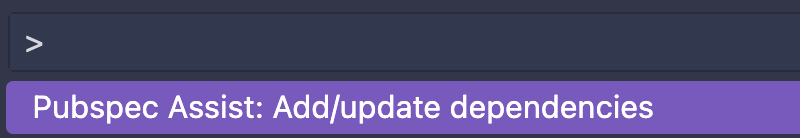 >
Pubspec Assist: Add/update dependencies